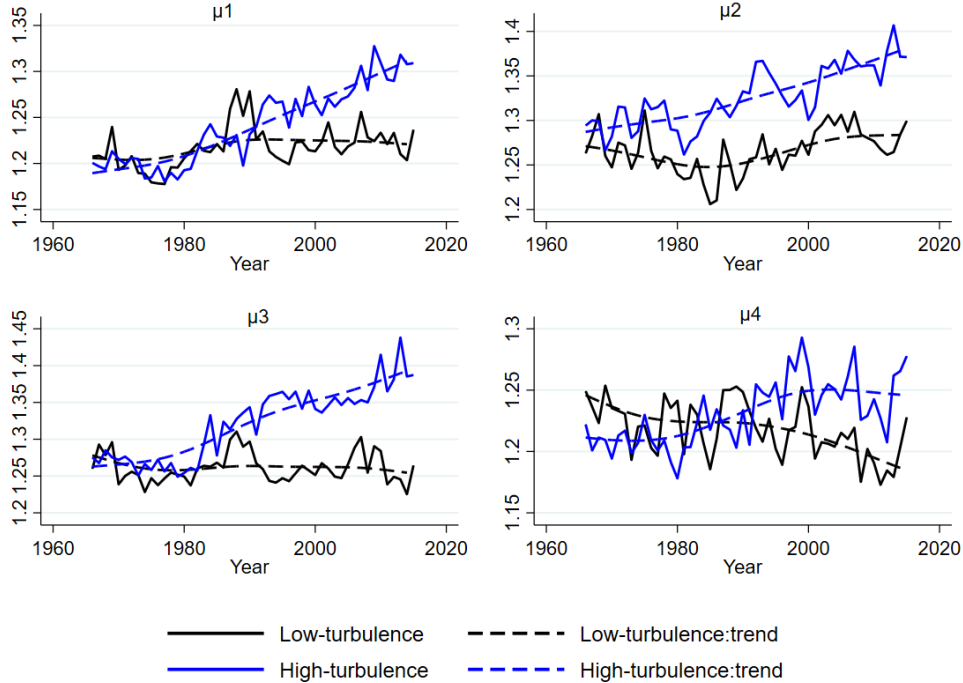 µ1
1.35
1.3
1.25
1.2
1.15
1960 1980 2000 2020
Year
µ2
1.4
1.35
1.3
1.25
1.2
1960 1980 2000 2020
Year
µ3
1.45
1.4
1.35
1.3
1.25
1.2
1960 1980 2000 2020
Year
µ4
1.3
1.25
1.2
1.15
1960 1980 2000 2020
Year
Low-turbulence Low-turbulence:trend
High-turbulence High-turbulence:trend